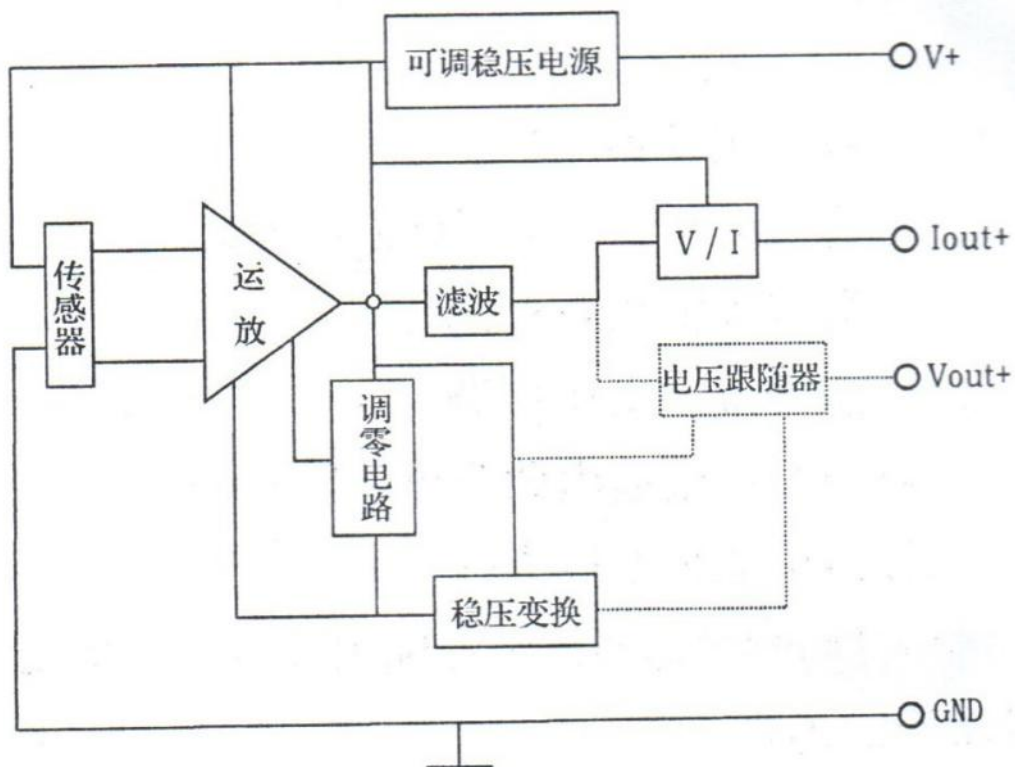 可调稳压电源
V+
V / I
Iout+
传感器
运放
滤波
电压跟随器
Vout+
调零电路
稳压变换
GND